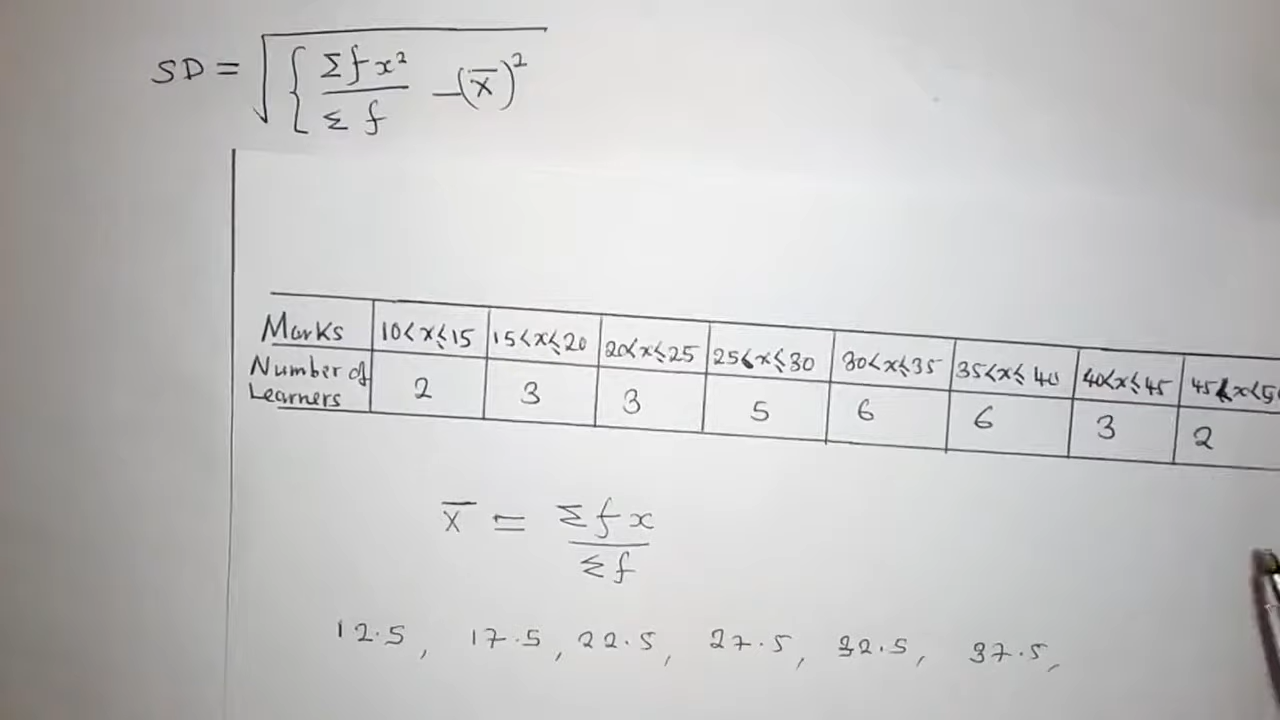 SD = √{ Σfx² / Σf – (x̄)²
Marks 10<x≤15 15<x≤20 20<x≤25 25<x≤30 30<x≤35 35<x≤40 40<x≤45 45<x<5
Number of Learners 2 3 3 5 6 6 3 2
x̄ = Σfx / Σf
12.5, 17.5, 22.5, 27.5, 32.5, 37.5,